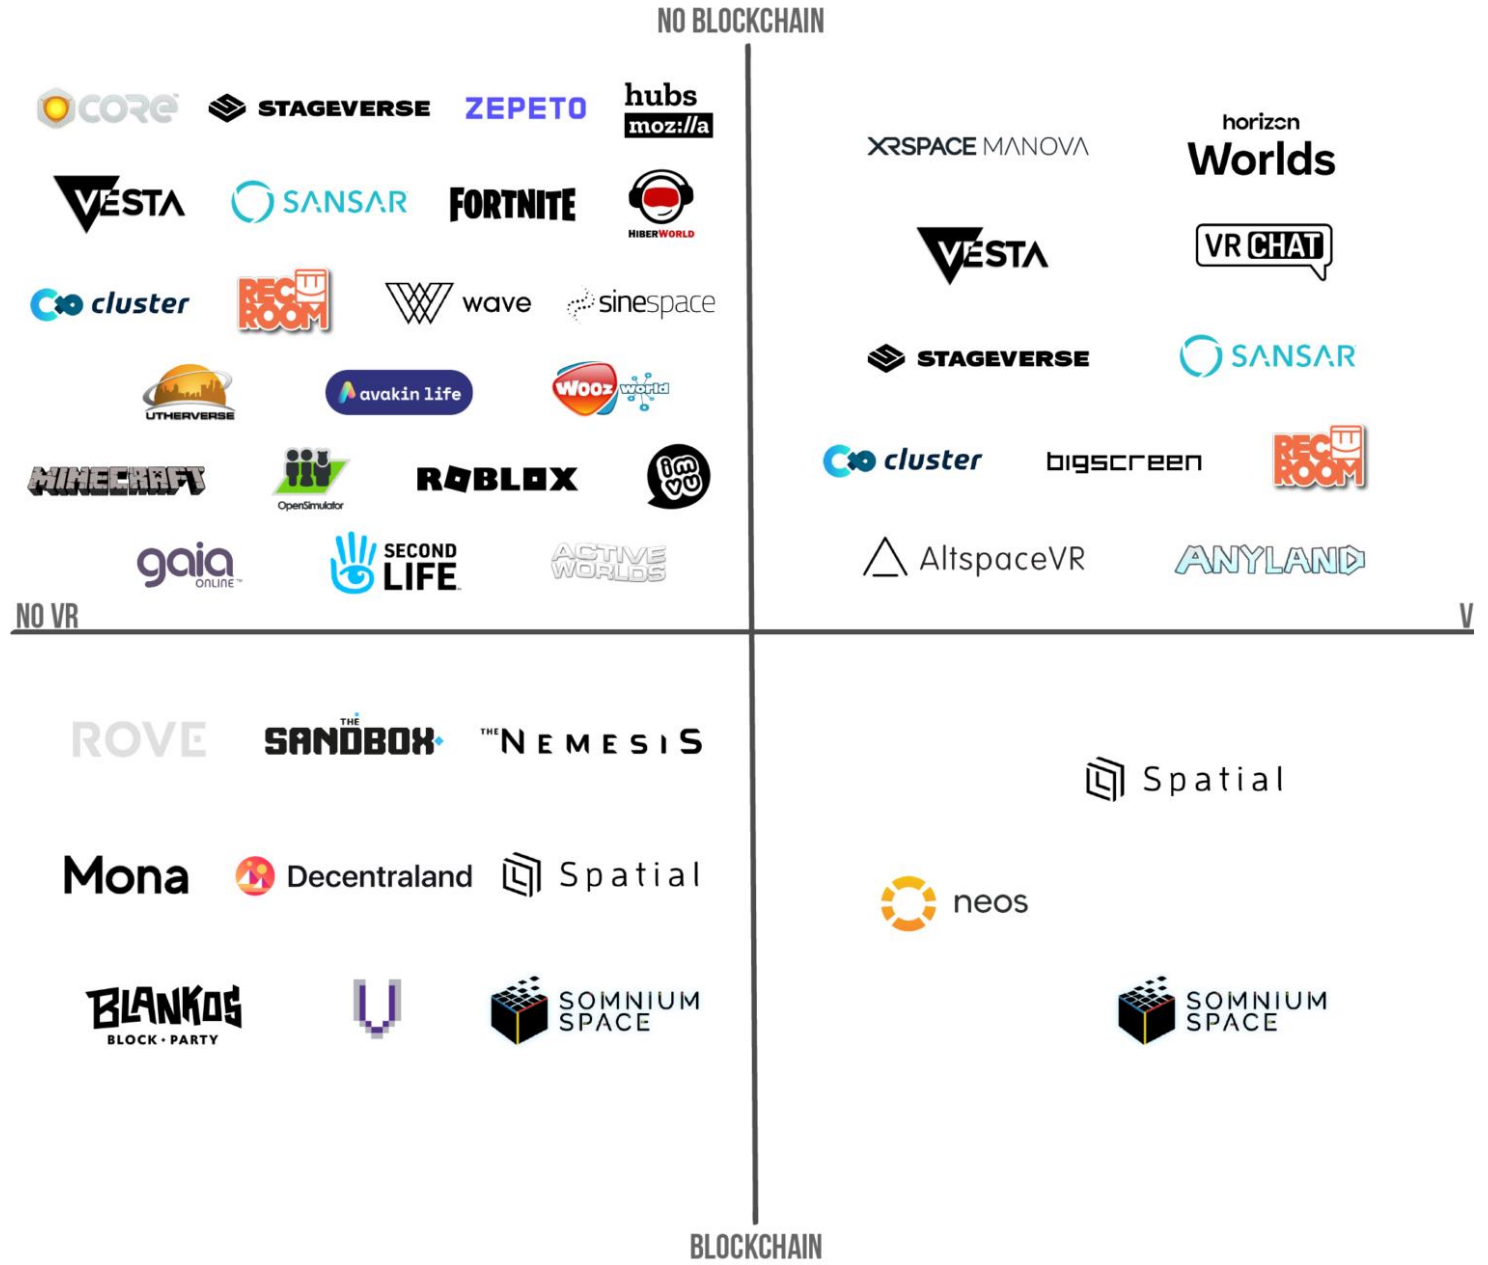 NO BLOCKCHAIN
CORE™
STAGEVERSE
ZEPETO
hubs
moz://a
VESTA
SANSAR
FORTNITE
HIBERWORLD
cluster
REC
ROOM
wave
sinespace
UTHERVERSE
avakin life
Wooz world
MINECRAFT
OpenSimulator
ROBLOX
imvu
gaia
ONLINE™
SECOND
LIFE
ACTIVE
WORLDS
XRSPACE MANOVA
horizon
Worlds
VESTA
VR CHAT
STAGEVERSE
SANSAR
cluster
bigscreen
REC
ROOM
AltspaceVR
ANYLAND
NO VR
V
ROVE
THE
SANDBOX
THE NEMESIS
Mona
Decentraland
Spatial
BLANKOS
BLOCK · PARTY
SOMNIUM
SPACE
Spatial
neos
SOMNIUM
SPACE
BLOCKCHAIN